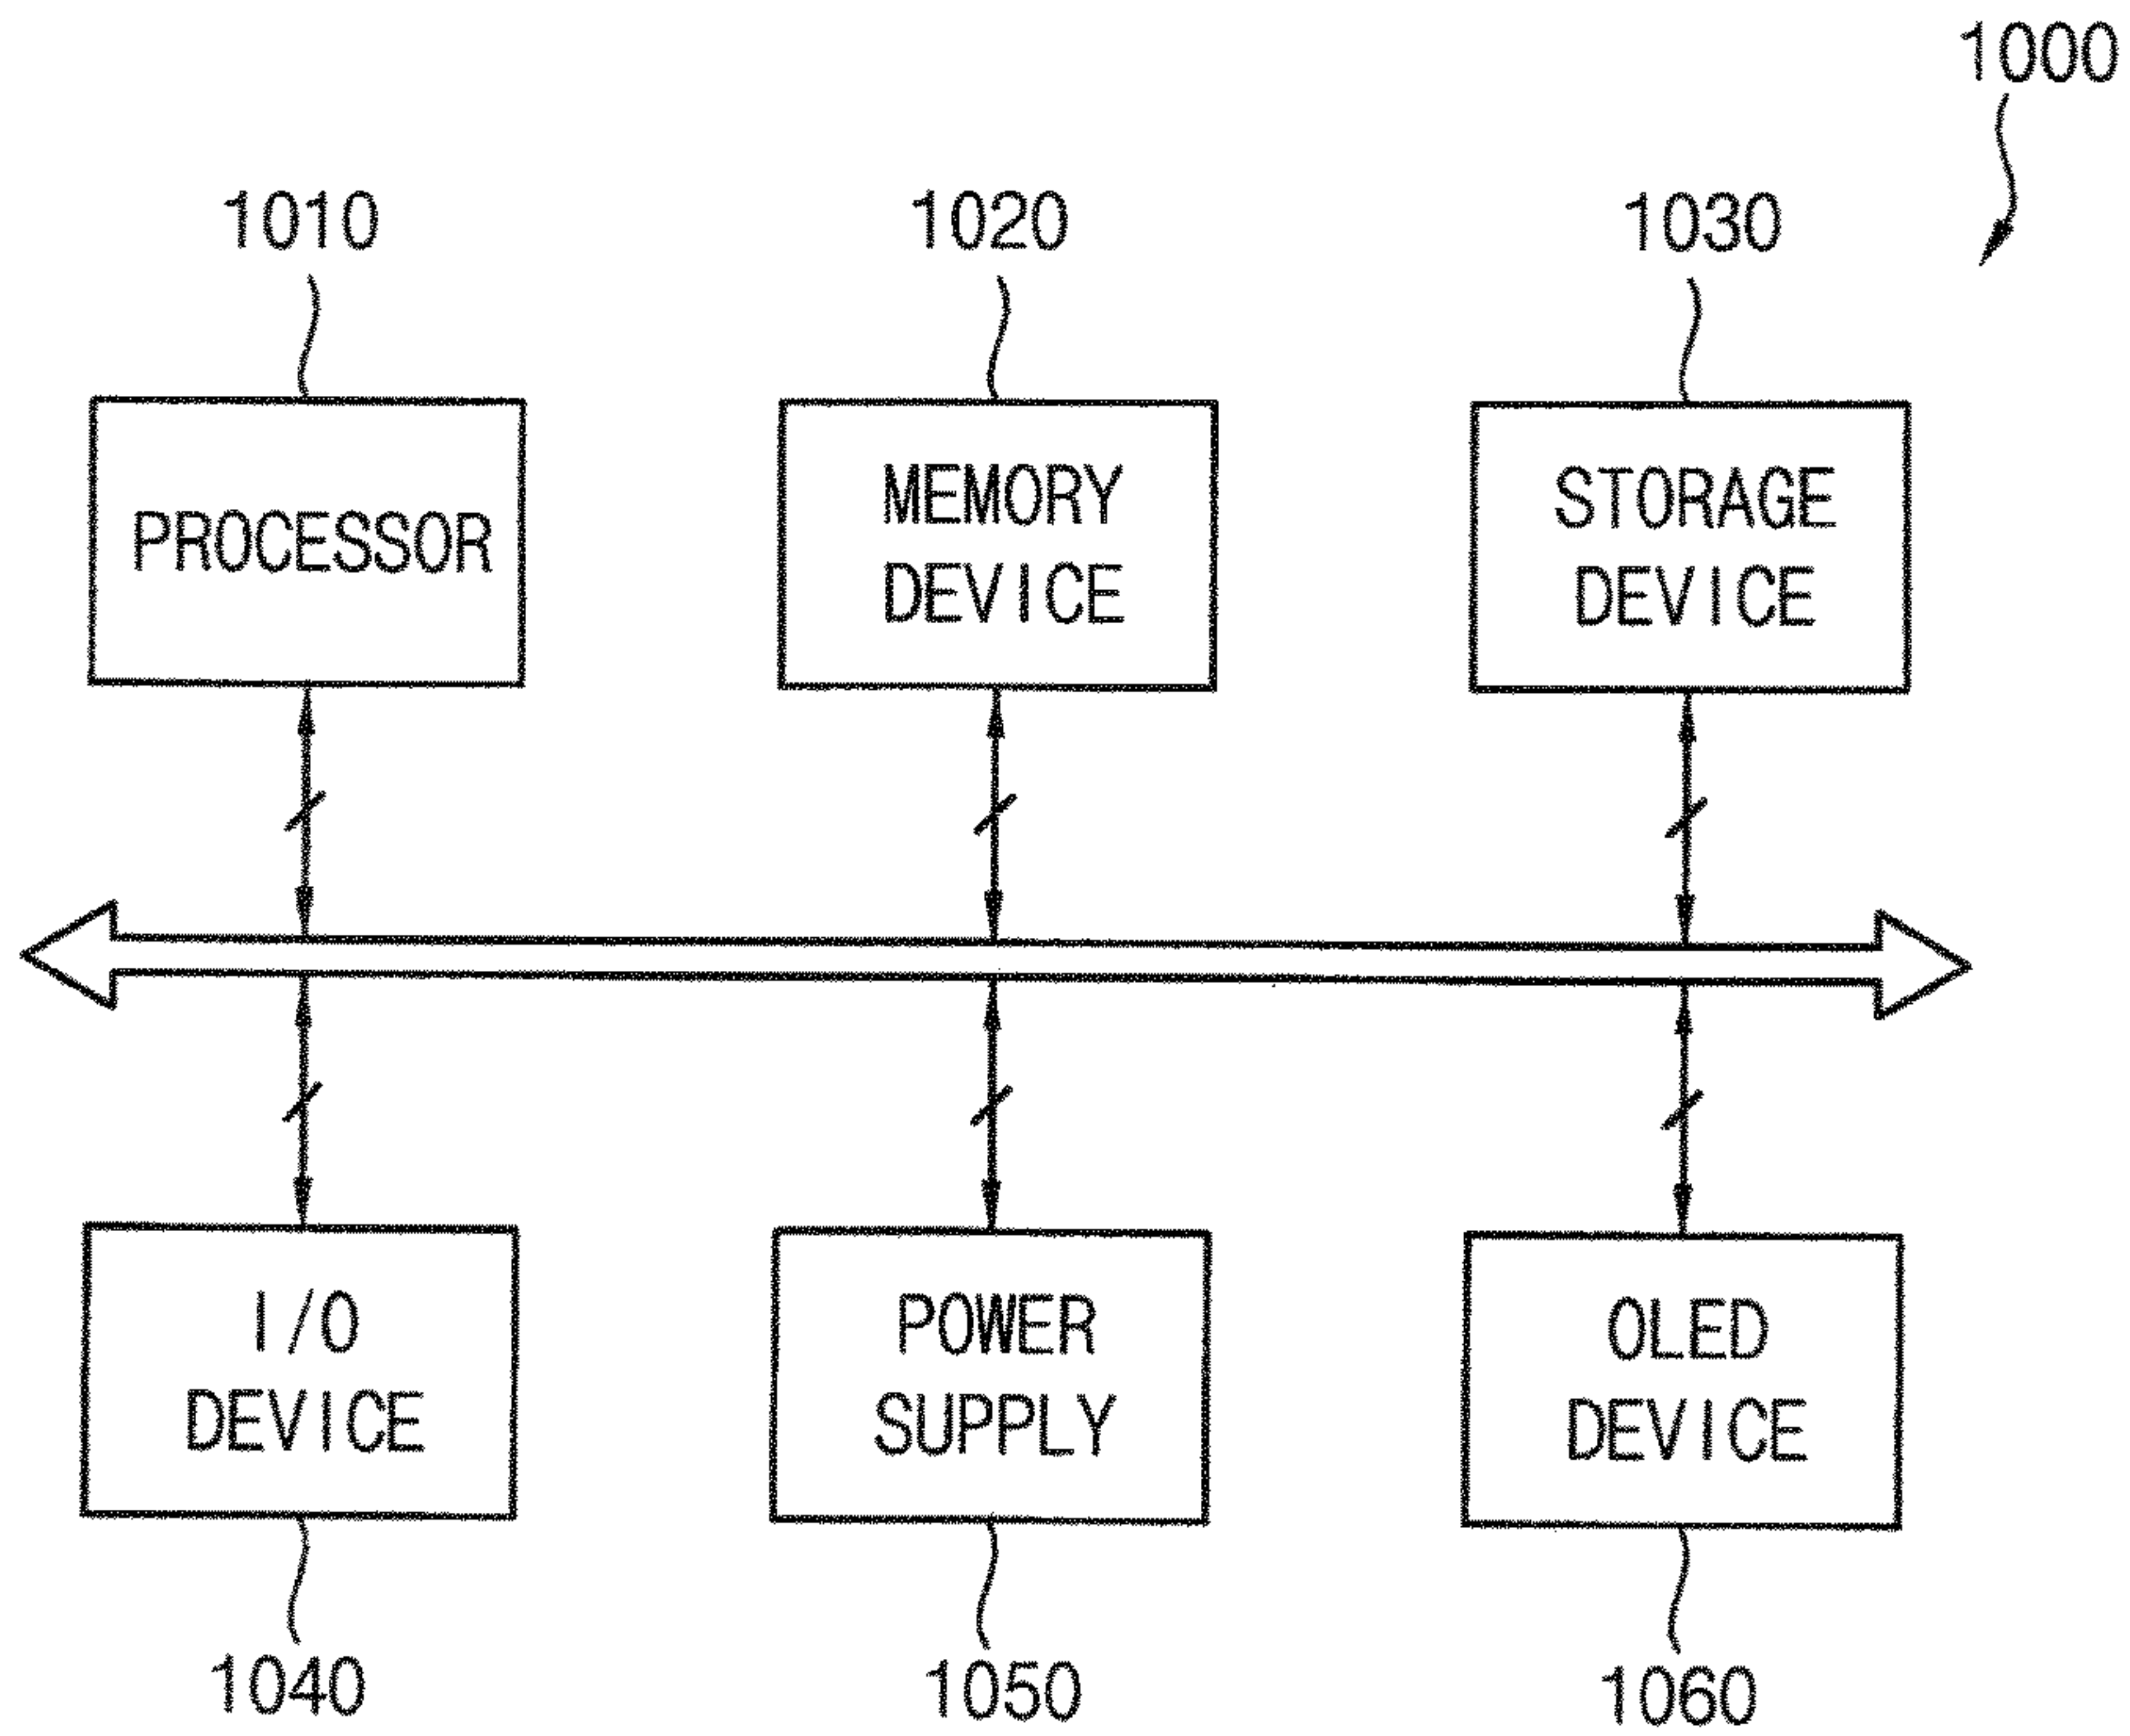 1000
1010
1020
1030
PROCESSOR
MEMORY
DEVICE
STORAGE
DEVICE
I/O
DEVICE
POWER
SUPPLY
OLED
DEVICE
1040
1050
1060